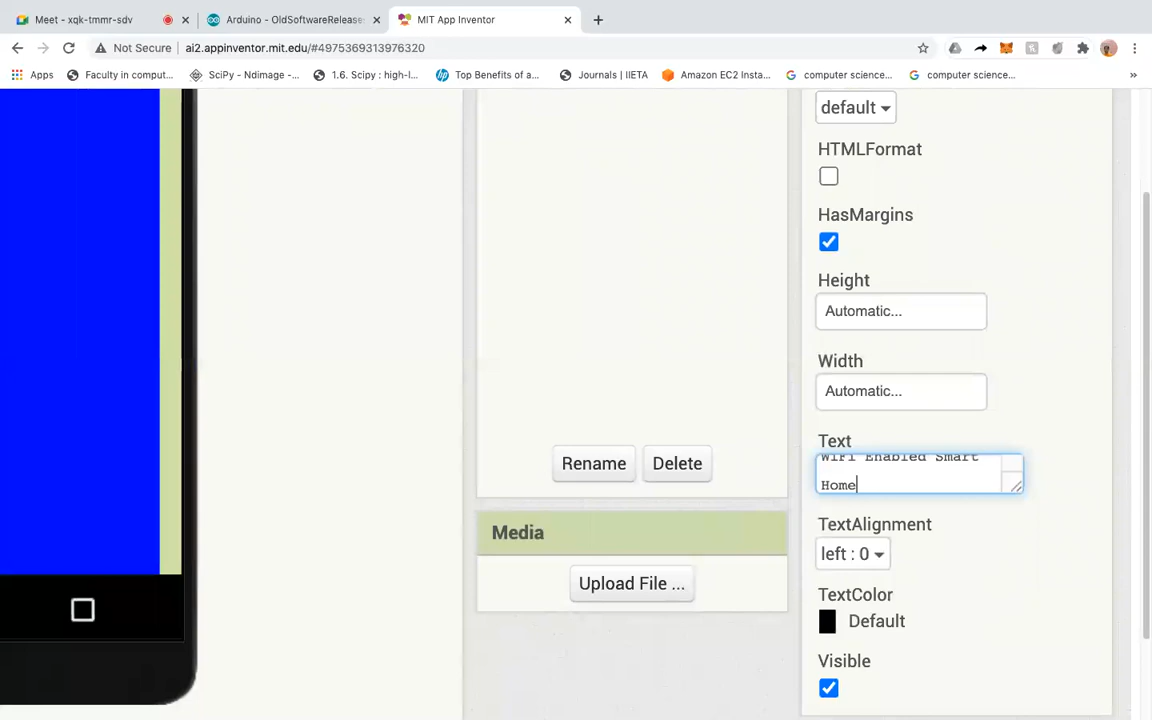 Meet - xqk-tmmr-sdv
Arduino - OldSoftwareRelease
MIT App Inventor
Not Secure
ai2.appinventor.mit.edu/#4975369313976320
Apps
Faculty in comput...
SciPy - Ndimage -...
1.6. Scipy : high-l...
Top Benefits of a...
Journals | IIETA
Amazon EC2 Insta...
computer science...
computer science...
»
default
HTMLFormat
HasMargins
Height
Automatic...
Width
Automatic...
Rename
Delete
Text
WiFi Enabled Smart
Home
Media
Upload File ...
TextAlignment
left : 0
TextColor
Default
Visible